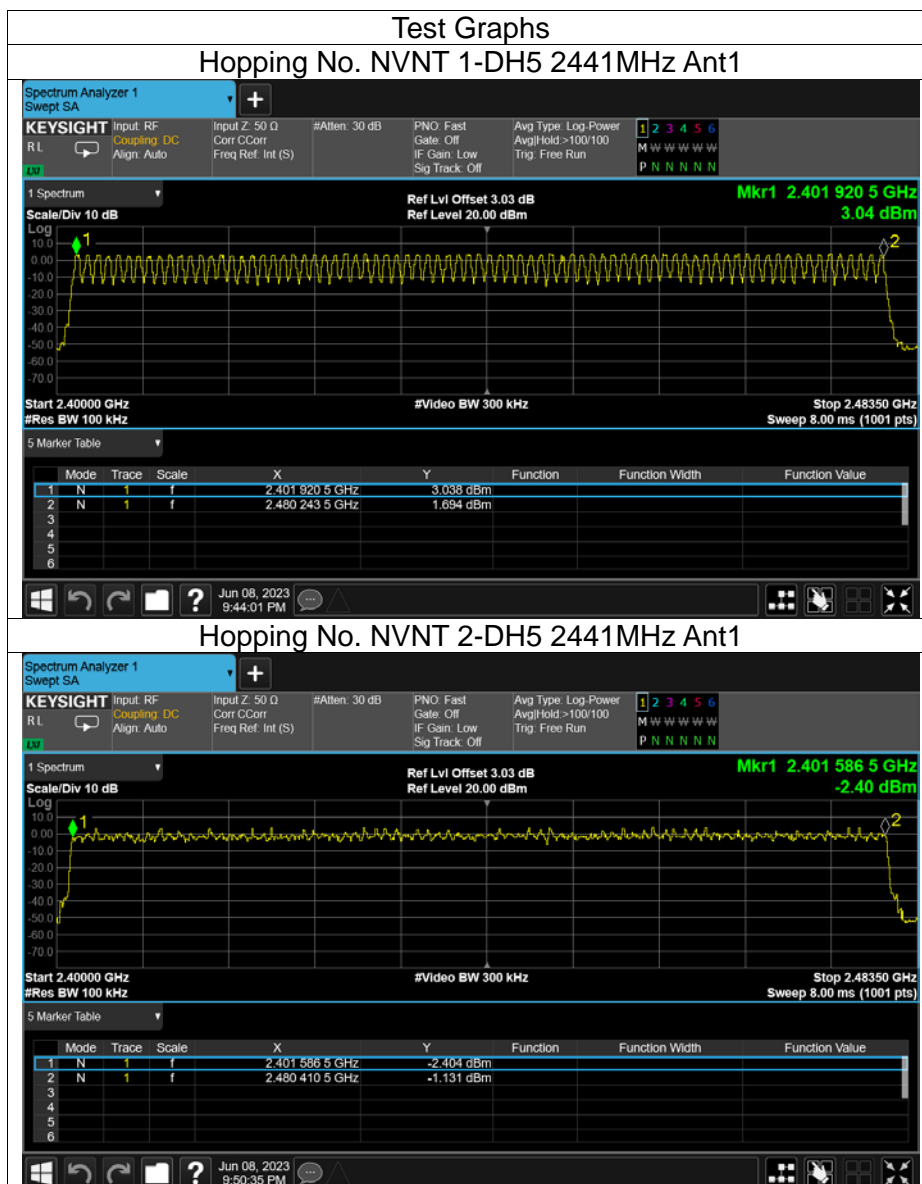 Test Graphs
Hopping No. NVNT 1-DH5 2441MHz Ant1
Spectrum Analyzer 1
Swept SA
+
KEYSIGHT Input: RF Input Z: 50 Ω #Atten: 30 dB PNO: Fast Avg Type: Log-Power 1 2 3 4 5 6
RL Coupling: DC Corr CCorr Gate: Off Avg|Hold:>100/100 M W W W W W
Align: Auto Freq Ref: Int (S) IF Gain: Low Trig: Free Run
LXI Sig Track: Off P N N N N N
1 Spectrum Ref Lvl Offset 3.03 dB Mkr1 2.401 920 5 GHz
Scale/Div 10 dB Ref Level 20.00 dBm 3.04 dBm
Log
10.0
1
2
0.00
-10.0
-20.0
-30.0
-40.0
-50.0
-60.0
-70.0
Start 2.40000 GHz #Video BW 300 kHz Stop 2.48350 GHz
#Res BW 100 kHz Sweep 8.00 ms (1001 pts)
5 Marker Table
Mode Trace Scale X Y Function Function Width Function Value
1 N 1 f 2.401 920 5 GHz 3.038 dBm
2 N 1 f 2.480 243 5 GHz 1.694 dBm
3
4
5
6
? Jun 08, 2023
9:44:01 PM
Hopping No. NVNT 2-DH5 2441MHz Ant1
Spectrum Analyzer 1
Swept SA
+
KEYSIGHT Input: RF Input Z: 50 Ω #Atten: 30 dB PNO: Fast Avg Type: Log-Power 1 2 3 4 5 6
RL Coupling: DC Corr CCorr Gate: Off Avg|Hold:>100/100 M W W W W W
Align: Auto Freq Ref: Int (S) IF Gain: Low Trig: Free Run
LXI Sig Track: Off P N N N N N
1 Spectrum Ref Lvl Offset 3.03 dB Mkr1 2.401 586 5 GHz
Scale/Div 10 dB Ref Level 20.00 dBm -2.40 dBm
Log
10.0
1
2
0.00
-10.0
-20.0
-30.0
-40.0
-50.0
-60.0
-70.0
Start 2.40000 GHz #Video BW 300 kHz Stop 2.48350 GHz
#Res BW 100 kHz Sweep 8.00 ms (1001 pts)
5 Marker Table
Mode Trace Scale X Y Function Function Width Function Value
1 N 1 f 2.401 586 5 GHz -2.404 dBm
2 N 1 f 2.480 410 5 GHz -1.131 dBm
3
4
5
6
? Jun 08, 2023
9:50:35 PM